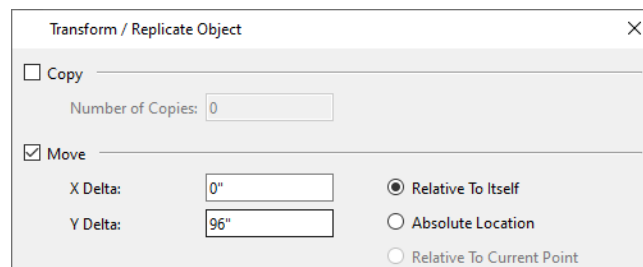 Transform / Replicate Object
Copy
Number of Copies: 0
Move
X Delta: 0" Relative To Itself
Y Delta: 96" Absolute Location
Relative To Current Point